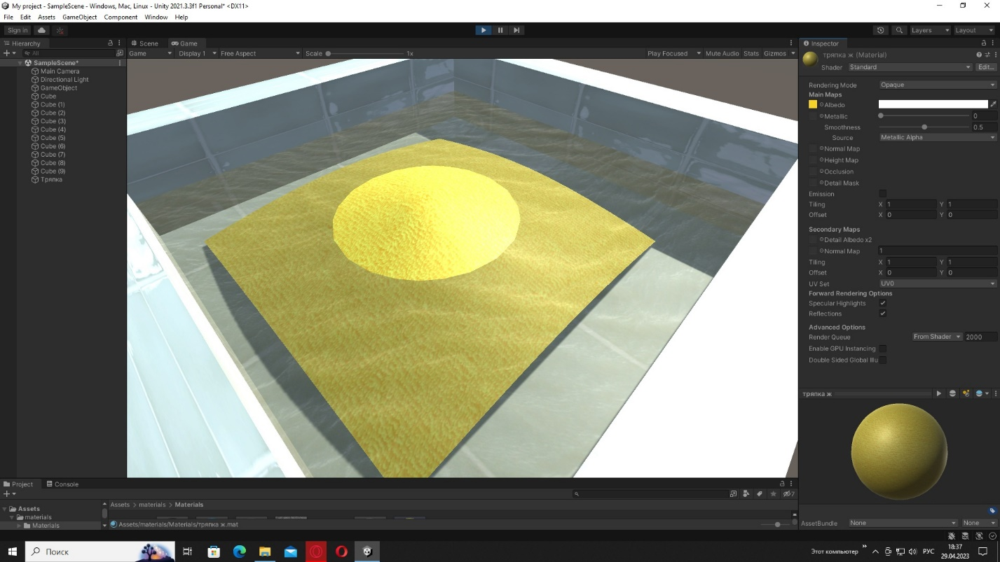 My project - SampleScene - Windows, Mac, Linux - Unity 2021.3.3f1 Personal* <DX11>
File Edit Assets GameObject Component Window Help
Sign in Layers Layout
Hierarchy
All
SampleScene*
Main Camera
Directional Light
GameObject
Cube
Cube (1)
Cube (2)
Cube (3)
Cube (4)
Cube (5)
Cube (6)
Cube (7)
Cube (8)
Cube (9)
Тряпка
Scene Game
Game Display 1 Free Aspect Scale 1x Play Focused Mute Audio Stats Gizmos
Inspector
тряпка ж (Material)
Shader Standard Edit...
Rendering Mode Opaque
Main Maps
Albedo
Metallic 0
Smoothness 0.5
Source Metallic Alpha
Normal Map
Height Map
Occlusion
Detail Mask
Emission
Tiling X 1 Y 1
Offset X 0 Y 0
Secondary Maps
Detail Albedo x2
Normal Map 1
Tiling X 1 Y 1
Offset X 0 Y 0
UV Set UV0
Forward Rendering Options
Specular Highlights
Reflections
Advanced Options
Render Queue From Shader 2000
Enable GPU Instancing
Double Sided Global Illu
тряпка ж
AssetBundle None None
Project Console
7
Assets
materials
Materials
Assets > materials > Materials
Assets/materials/Materials/тряпка ж.mat
Поиск
Этот компьютер
РУС
18:37
29.04.2023